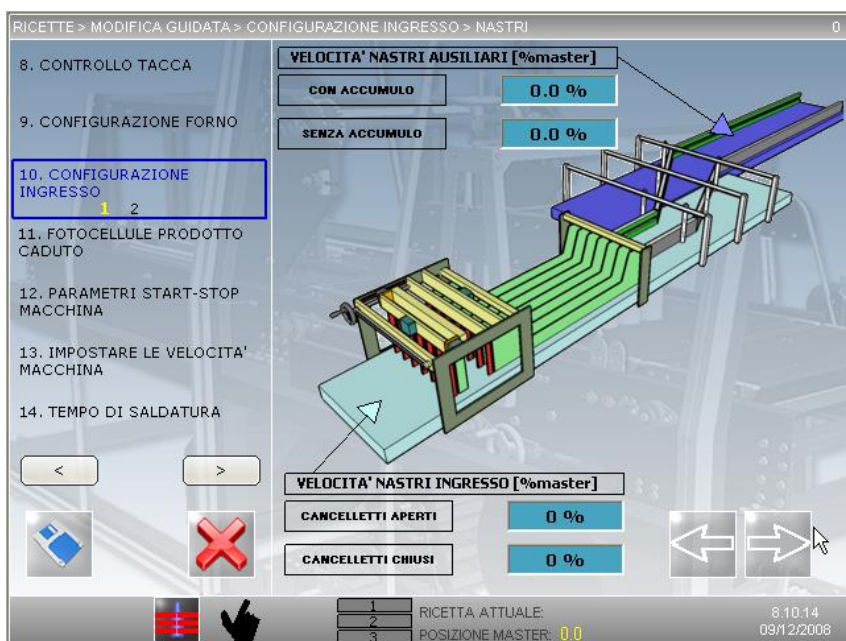 RICETTE > MODIFICA GUIDATA > CONFIGURAZIONE INGRESSO > NASTRI 0
8. CONTROLLO TACCA
9. CONFIGURAZIONE FORNO
10. CONFIGURAZIONE
INGRESSO
1 2
11. FOTOCELLULE PRODOTTO
CADUTO
12. PARAMETRI START-STOP
MACCHINA
13. IMPOSTARE LE VELOCITA'
MACCHINA
14. TEMPO DI SALDATURA
< >
VELOCITA' NASTRI AUSILIARI [%master]
CON ACCUMULO 0.0 %
SENZA ACCUMULO 0.0 %
VELOCITA' NASTRI INGRESSO [%master]
CANCELLETTI APERTI 0 %
CANCELLETTI CHIUSI 0 %
1
2
3
RICETTA ATTUALE:
POSIZIONE MASTER: 0.0
8.10.14
09/12/2008